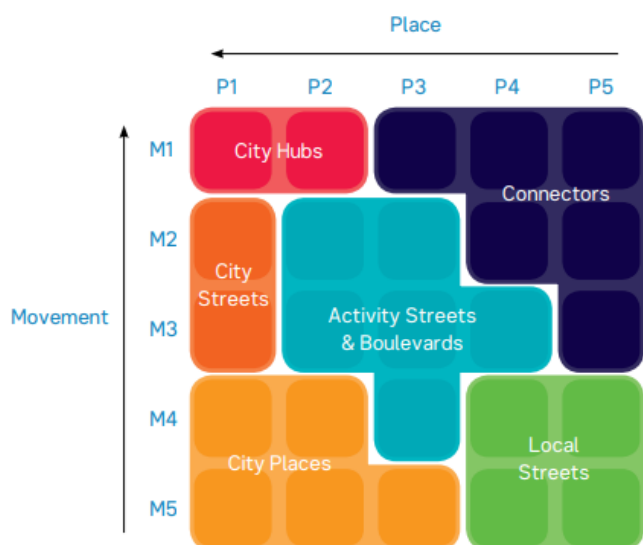 Place
P1 P2 P3 P4 P5
M1
City Hubs
Connectors
M2
City
Streets
Movement
M3
Activity Streets
& Boulevards
M4
City Places
Local
Streets
M5